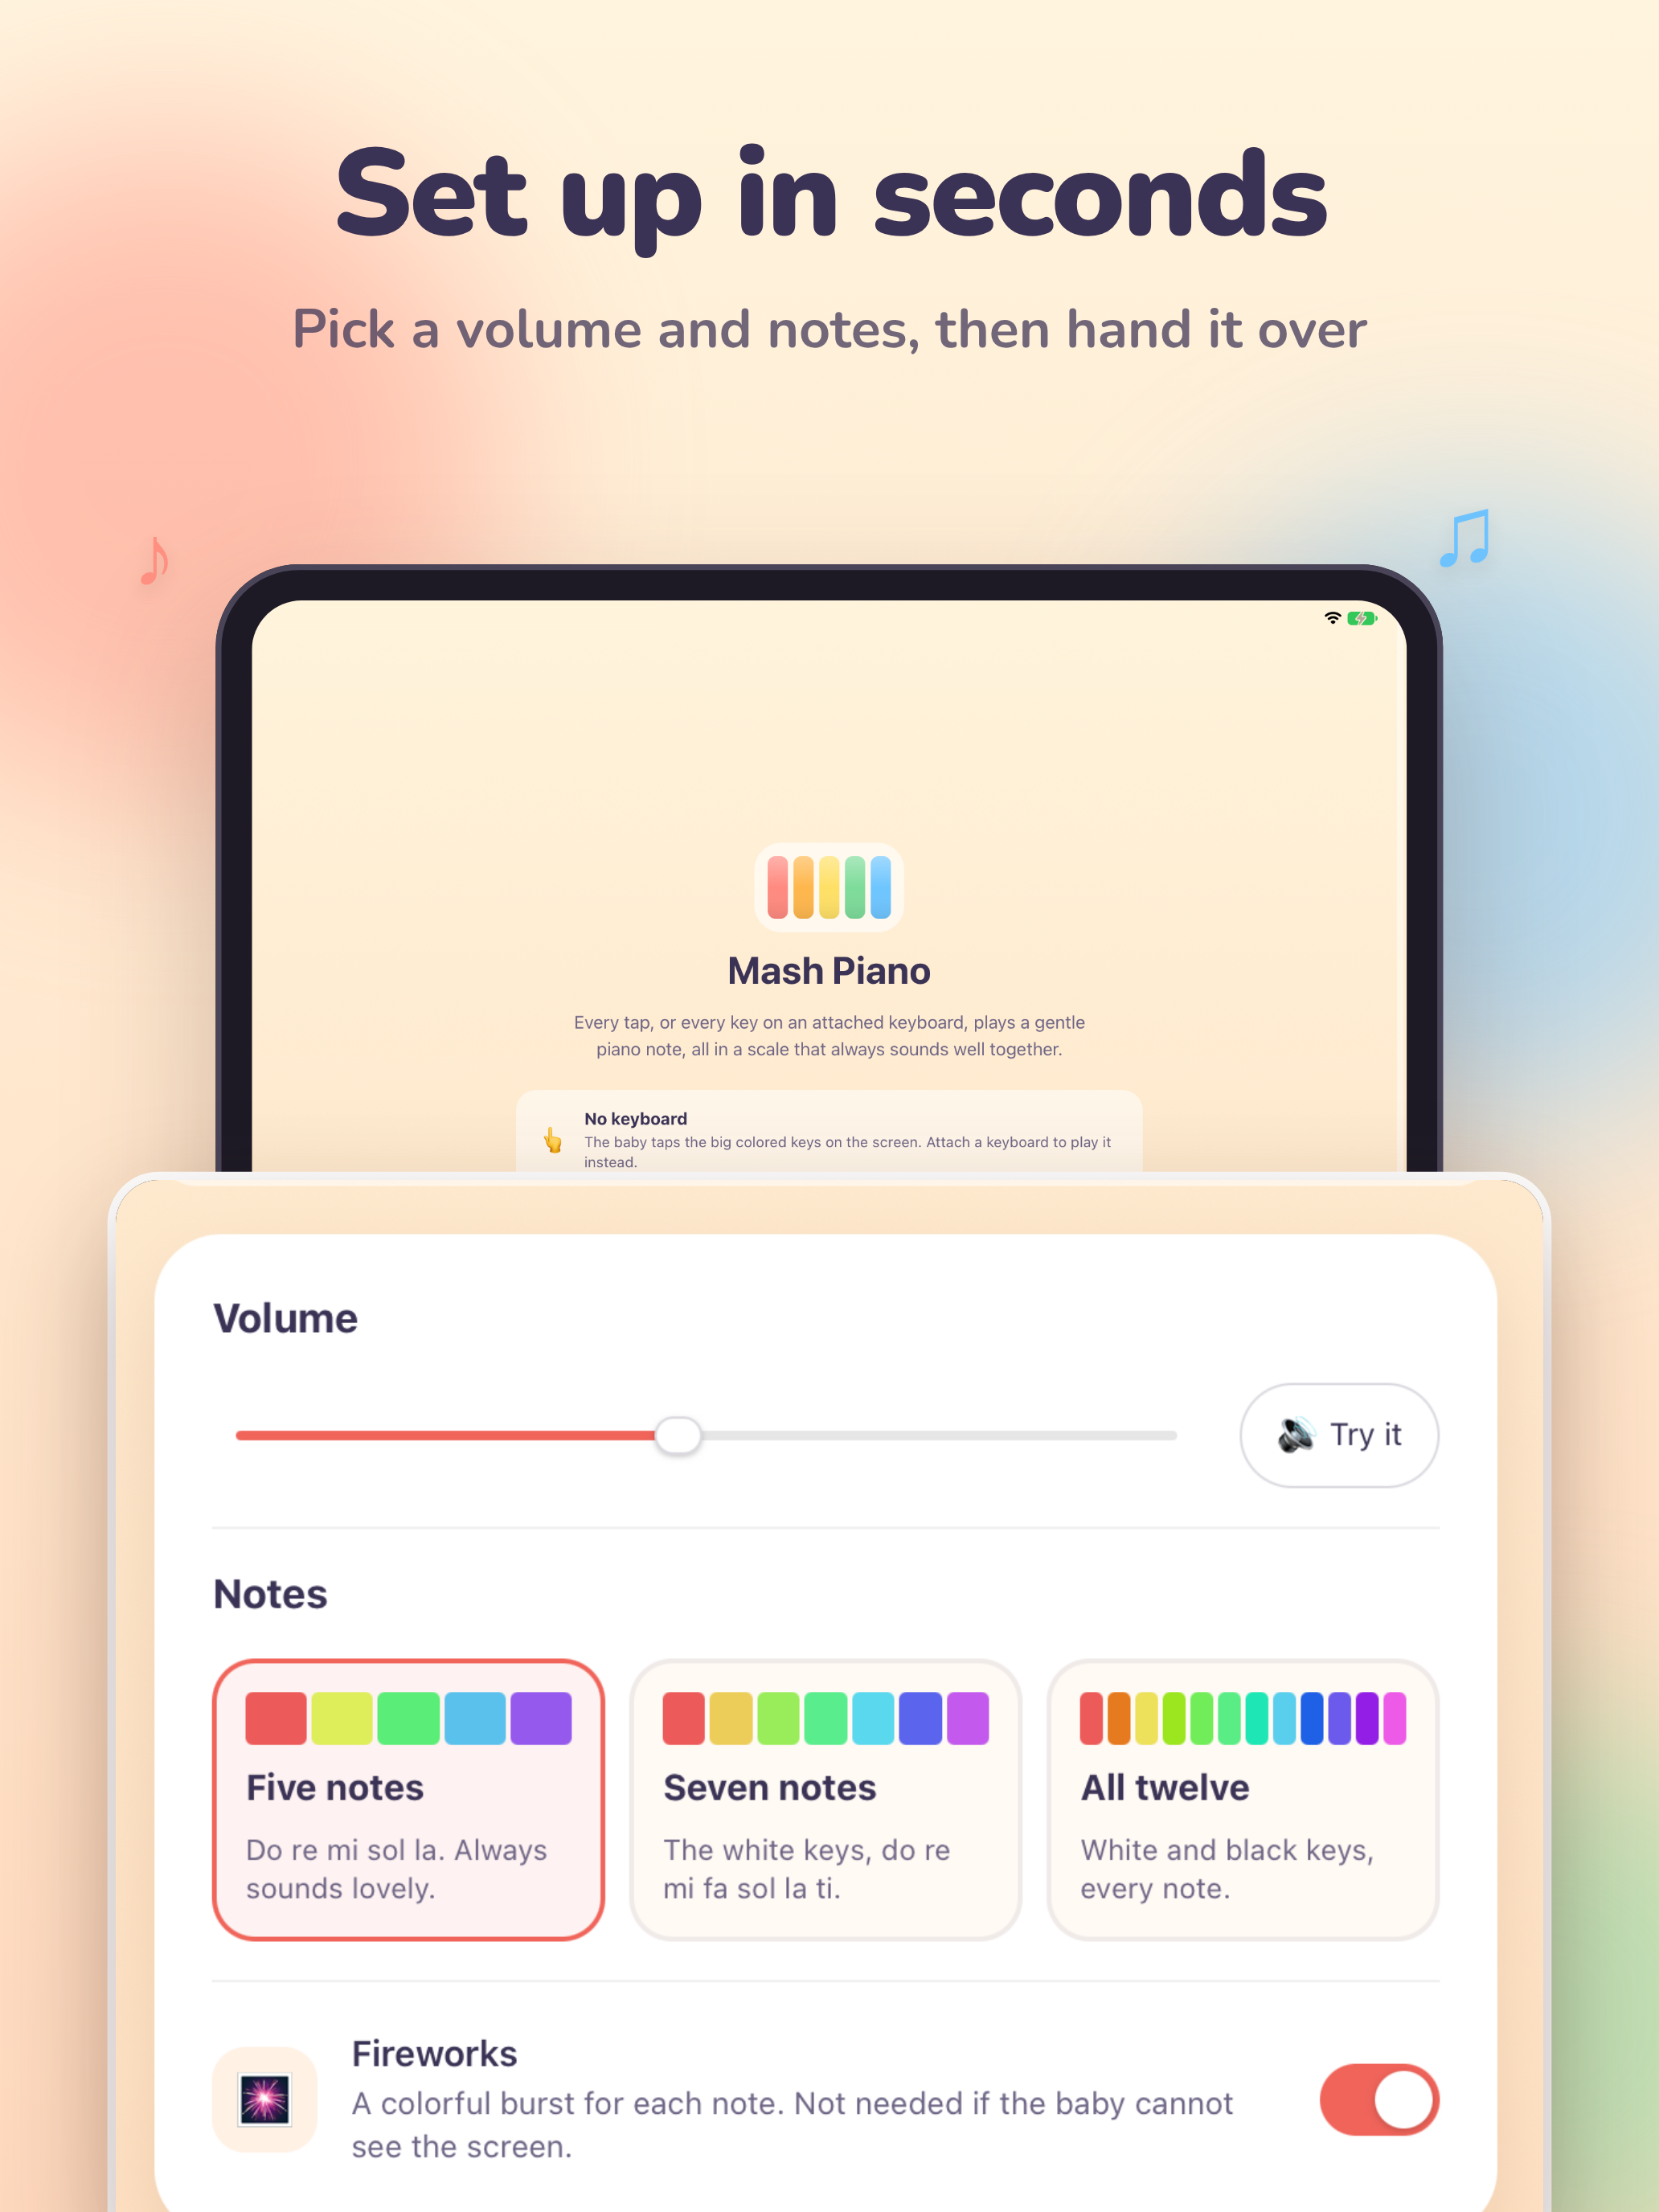 Set up in seconds
Pick a volume and notes, then hand it over
Mash Piano
Every tap, or every key on an attached keyboard, plays a gentle
piano note, all in a scale that always sounds well together.
No keyboard
The baby taps the big colored keys on the screen. Attach a keyboard to play it
instead.
Volume
Try it
Notes
Five notes
Do re mi sol la. Always
sounds lovely.
Seven notes
The white keys, do re
mi fa sol la ti.
All twelve
White and black keys,
every note.
Fireworks
A colorful burst for each note. Not needed if the baby cannot
see the screen.